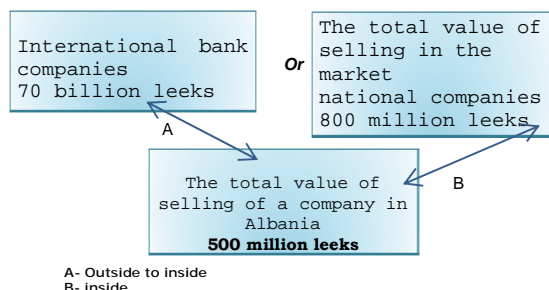 International bank
companies
70 billion leeks
Or
The total value of
selling in the
market
national companies
800 million leeks
A
B
The total value of
selling of a company in
Albania
500 million leeks
A- Outside to inside
B- inside